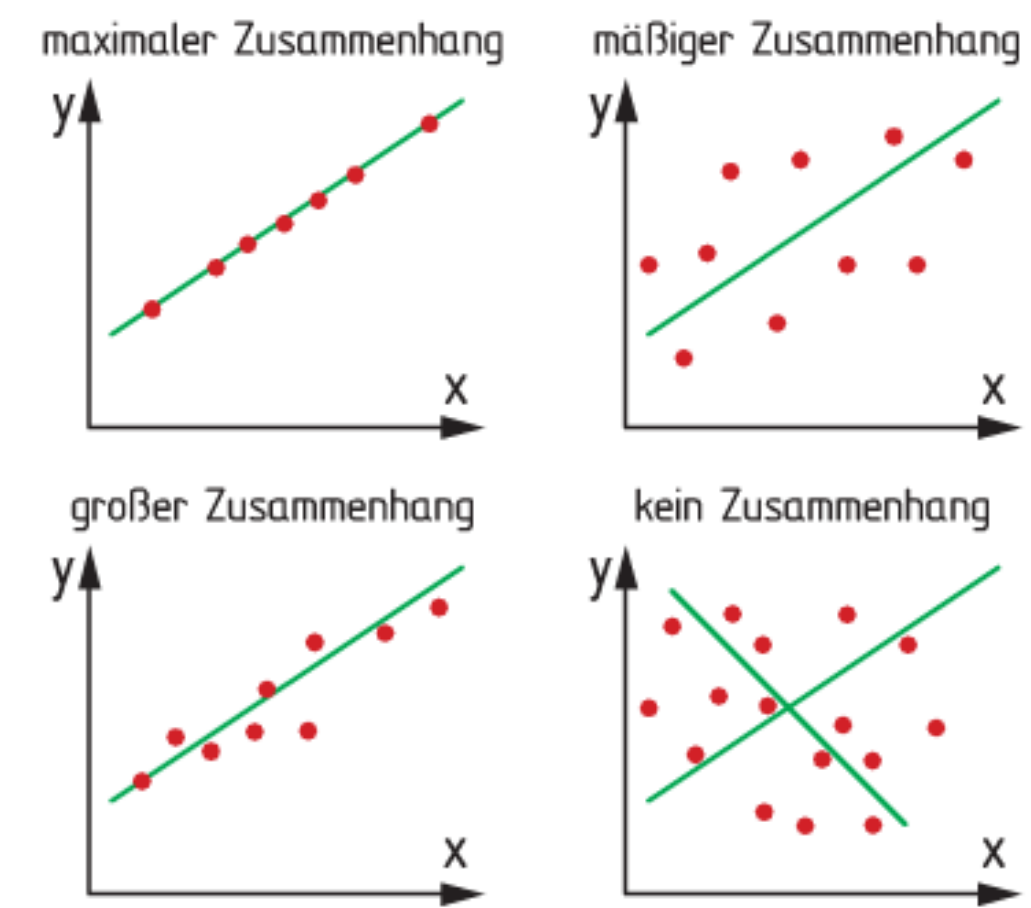 maximaler Zusammenhang
y
x
mäßiger Zusammenhang
y
x
großer Zusammenhang
y
x
kein Zusammenhang
y
x